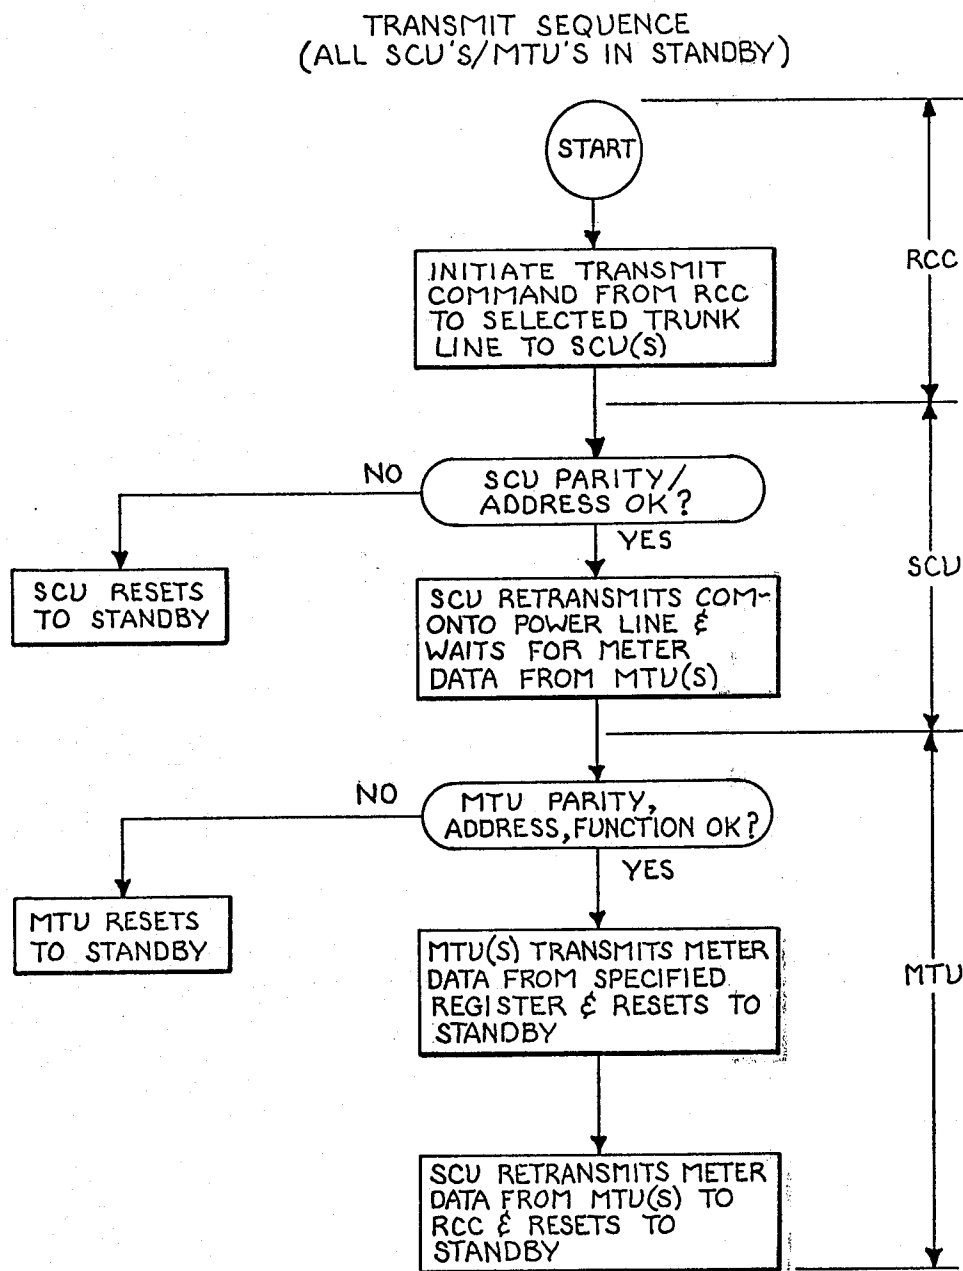 TRANSMIT SEQUENCE
(ALL SCU'S/MTU'S IN STANDBY)
START
RCC
INITIATE TRANSMIT
COMMAND FROM RCC
TO SELECTED TRUNK
LINE TO SCU(S)
NO
SCU PARITY/
ADDRESS OK?
YES
SCU
SCU RESETS
TO STANDBY
SCU RETRANSMITS COM-
ONTO POWER LINE &
WAITS FOR METER
DATA FROM MTU(S)
NO
MTU PARITY,
ADDRESS, FUNCTION OK?
YES
MTU RESETS
TO STANDBY
MTU(S) TRANSMITS METER
DATA FROM SPECIFIED
REGISTER & RESETS TO
STANDBY
MTU
SCU RETRANSMITS METER
DATA FROM MTU(S) TO
RCC & RESETS TO
STANDBY